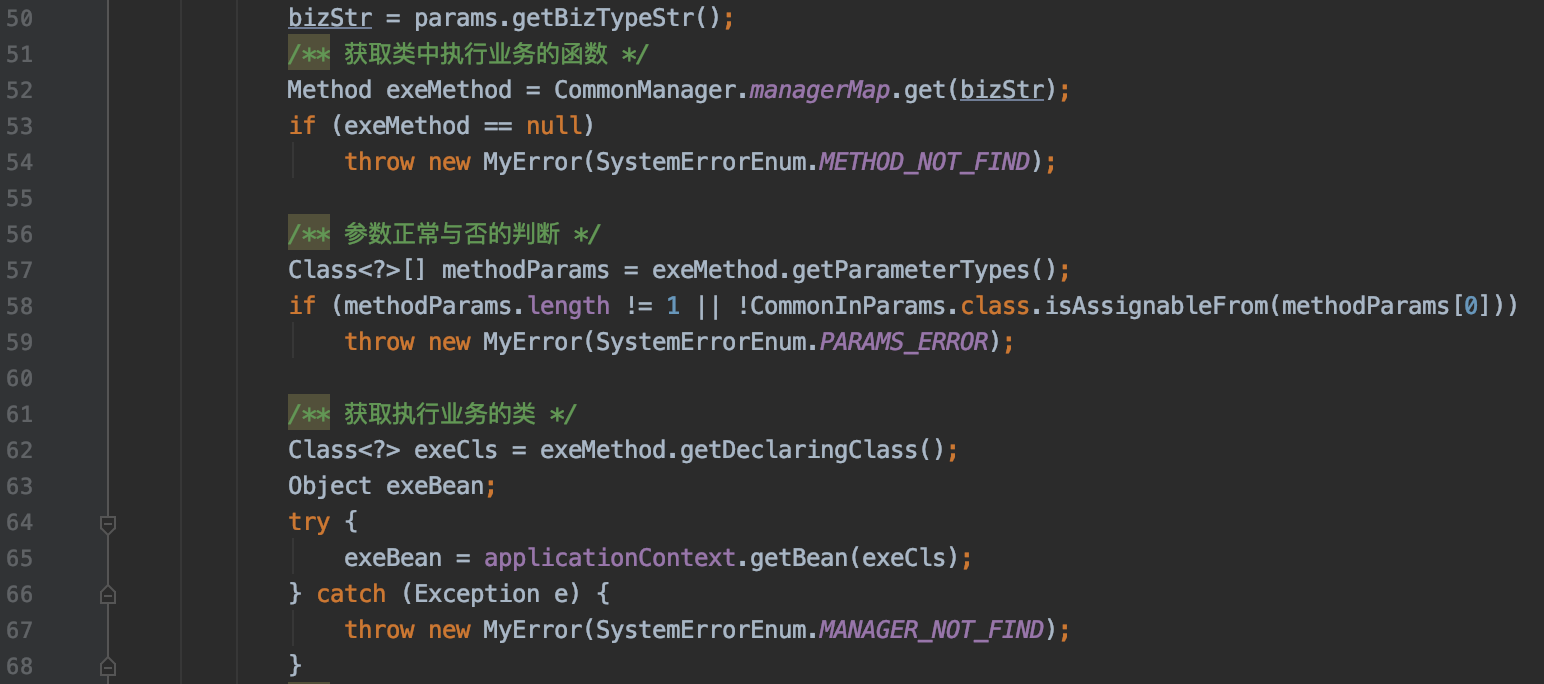 50 bizStr = params.getBizTypeStr();
51 /** 获取类中执行业务的函数 */
52 Method exeMethod = CommonManager.managerMap.get(bizStr);
53 if (exeMethod == null)
54 throw new MyError(SystemErrorEnum.METHOD_NOT_FIND);
55
56 /** 参数正常与否的判断 */
57 Class<?>[] methodParams = exeMethod.getParameterTypes();
58 if (methodParams.length != 1 || !CommonInParams.class.isAssignableFrom(methodParams[0]))
59 throw new MyError(SystemErrorEnum.PARAMS_ERROR);
60
61 /** 获取执行业务的类 */
62 Class<?> exeCls = exeMethod.getDeclaringClass();
63 Object exeBean;
64 try {
65 exeBean = applicationContext.getBean(exeCls);
66 } catch (Exception e) {
67 throw new MyError(SystemErrorEnum.MANAGER_NOT_FIND);
68 }